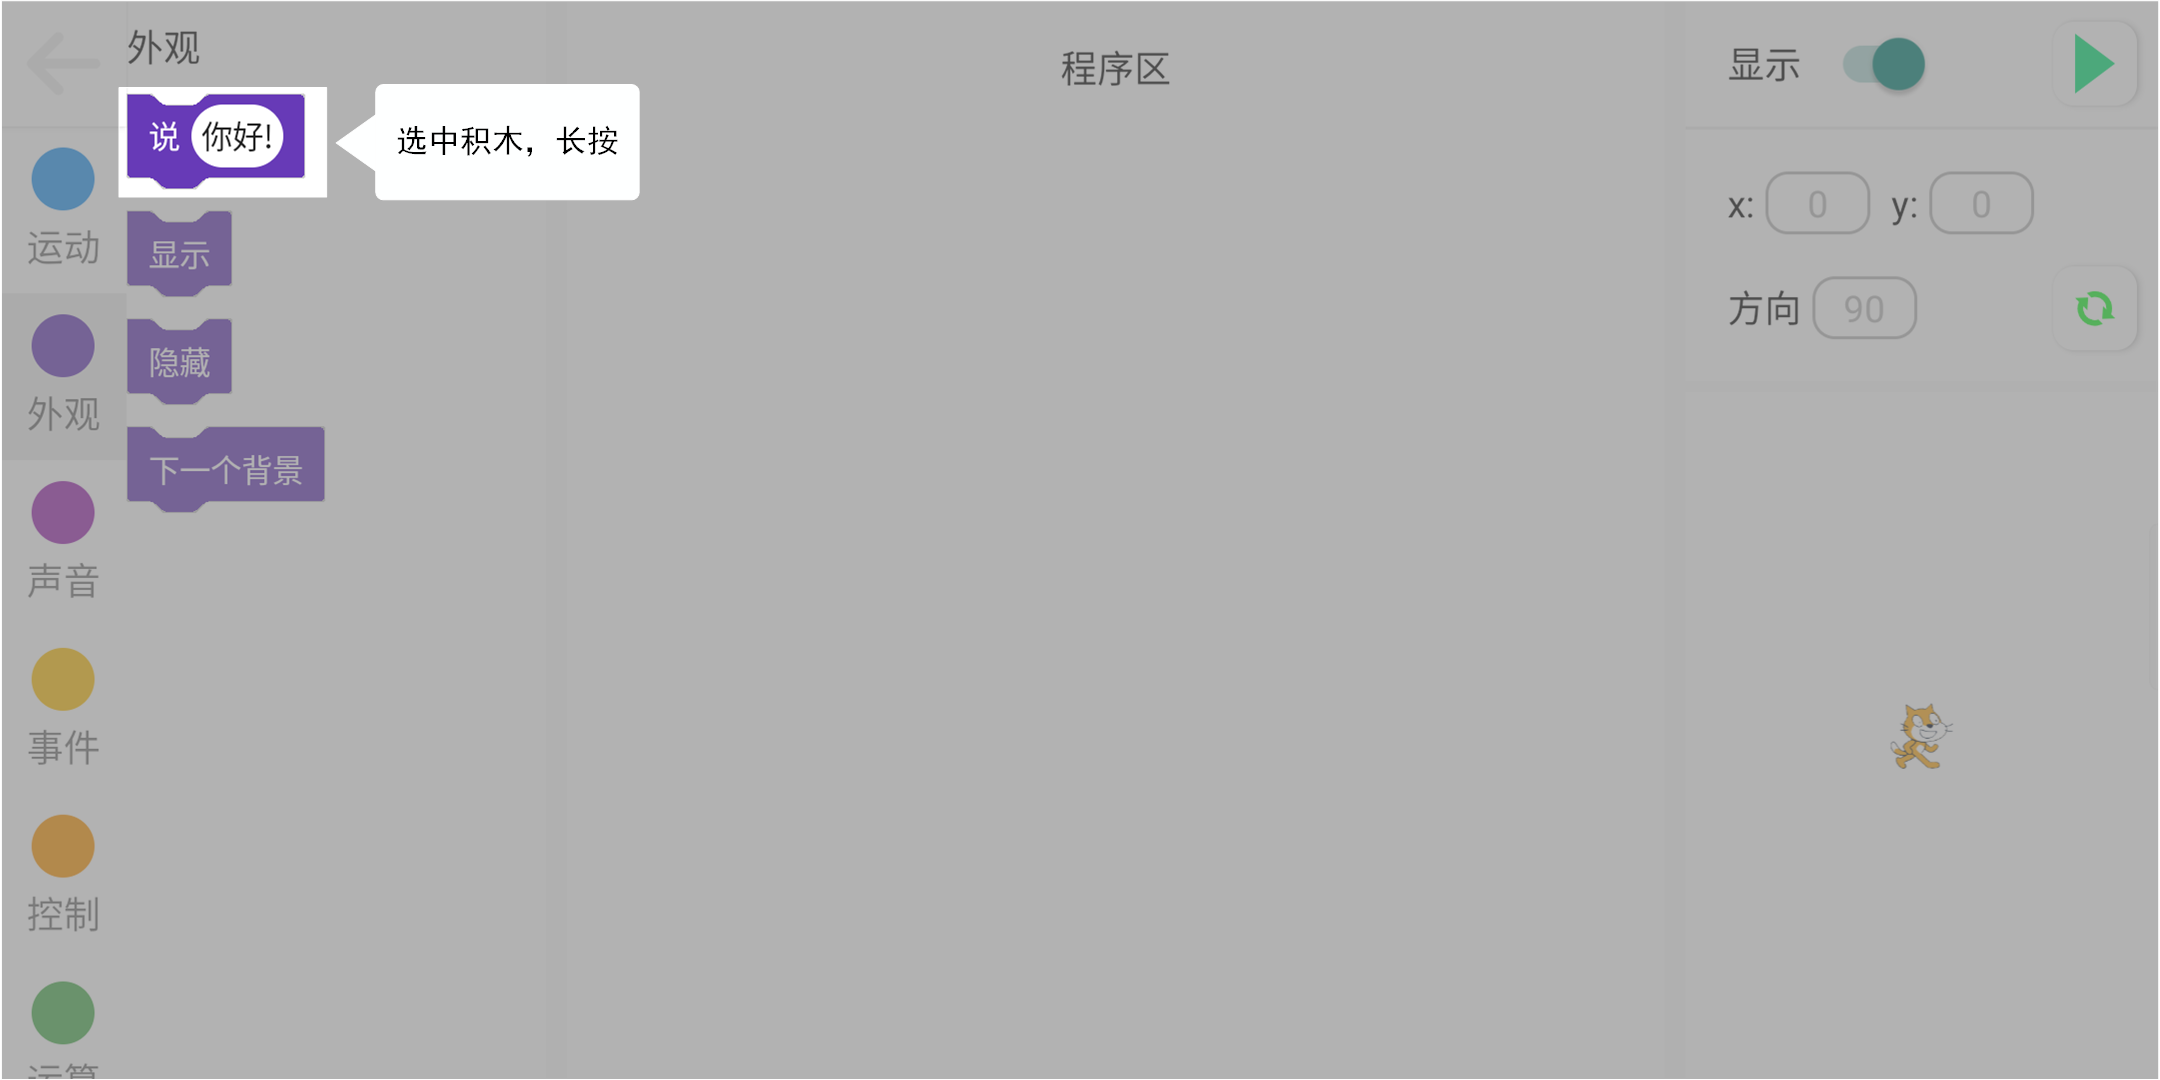 外观
程序区
显示
说 你好!
选中积木，长按
运动
显示
x: 0 y: 0
隐藏
方向 90
外观
下一个背景
声音
事件
控制
运算